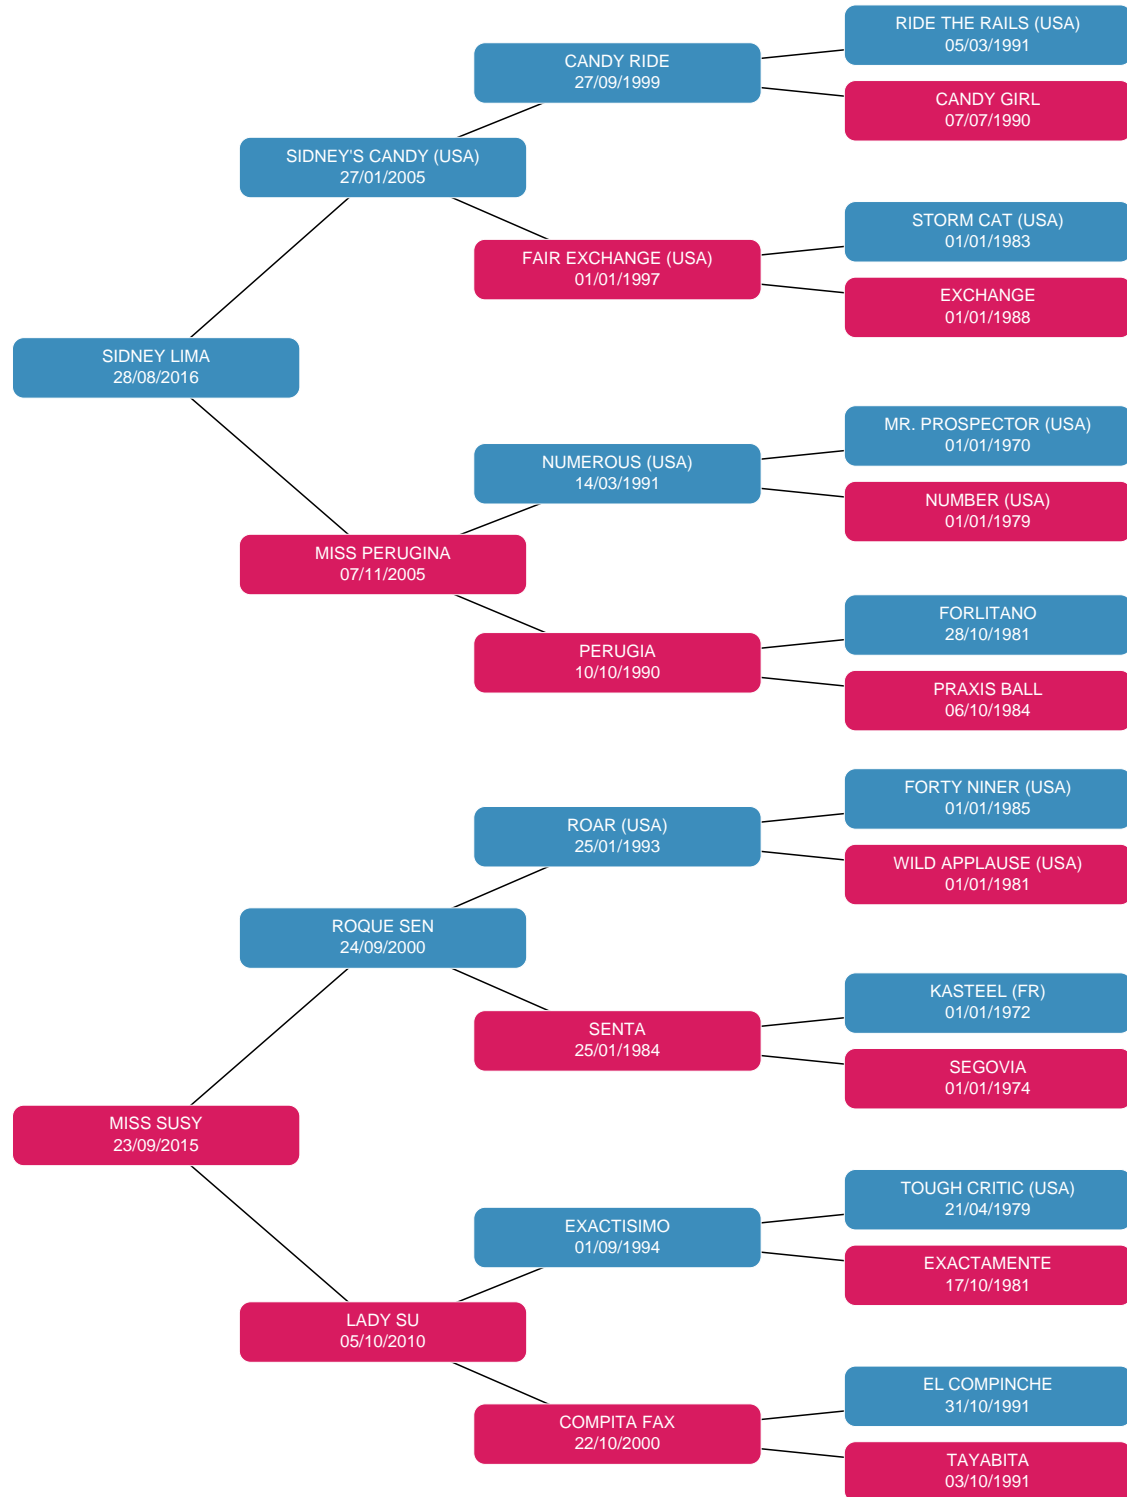 RIDE THE RAILS (USA)
05/03/1991
CANDY RIDE
27/09/1999
CANDY GIRL
07/07/1990
SIDNEY'S CANDY (USA)
27/01/2005
STORM CAT (USA)
01/01/1983
FAIR EXCHANGE (USA)
01/01/1997
EXCHANGE
01/01/1988
SIDNEY LIMA
28/08/2016
MR. PROSPECTOR (USA)
01/01/1970
NUMEROUS (USA)
14/03/1991
NUMBER (USA)
01/01/1979
MISS PERUGINA
07/11/2005
FORLITANO
28/10/1981
PERUGIA
10/10/1990
PRAXIS BALL
06/10/1984
FORTY NINER (USA)
01/01/1985
ROAR (USA)
25/01/1993
WILD APPLAUSE (USA)
01/01/1981
ROQUE SEN
24/09/2000
KASTEEL (FR)
01/01/1972
SENTA
25/01/1984
SEGOVIA
01/01/1974
MISS SUSY
23/09/2015
TOUGH CRITIC (USA)
21/04/1979
EXACTISIMO
01/09/1994
EXACTAMENTE
17/10/1981
LADY SU
05/10/2010
EL COMPINCHE
31/10/1991
COMPITA FAX
22/10/2000
TAYABITA
03/10/1991